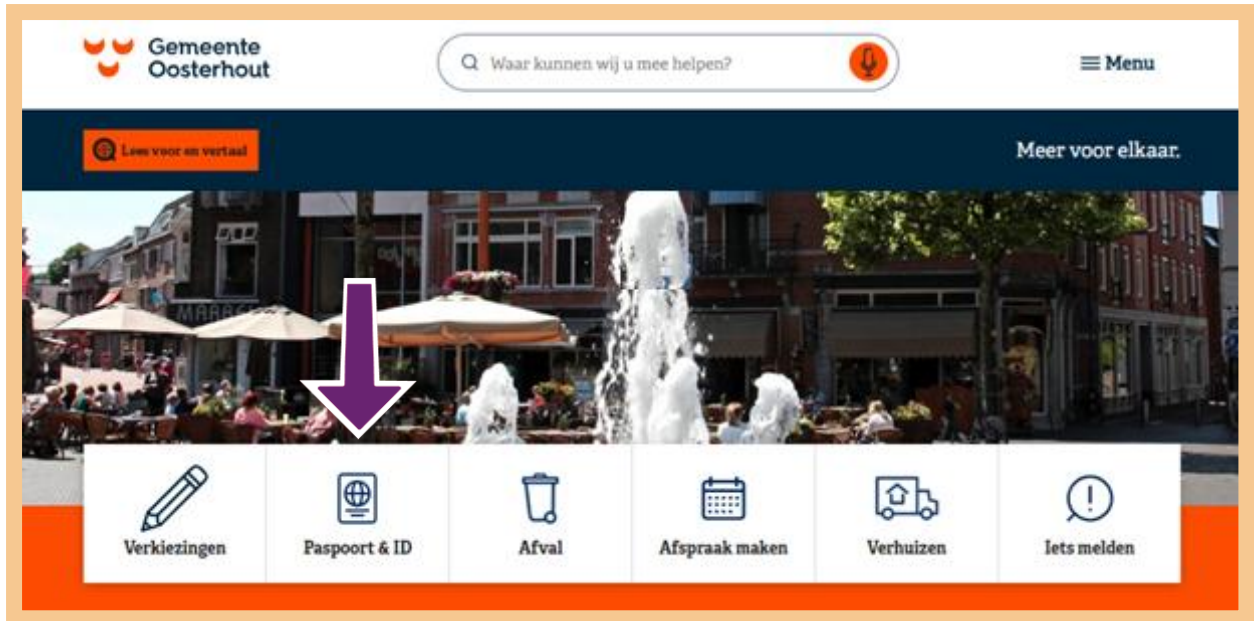 Gemeente
Oosterhout
Waar kunnen wij u mee helpen?
Menu
Lees voor en vertaal
Meer voor elkaar.
Verkiezingen
Paspoort & ID
Afval
Afspraak maken
Verhuizen
Iets melden